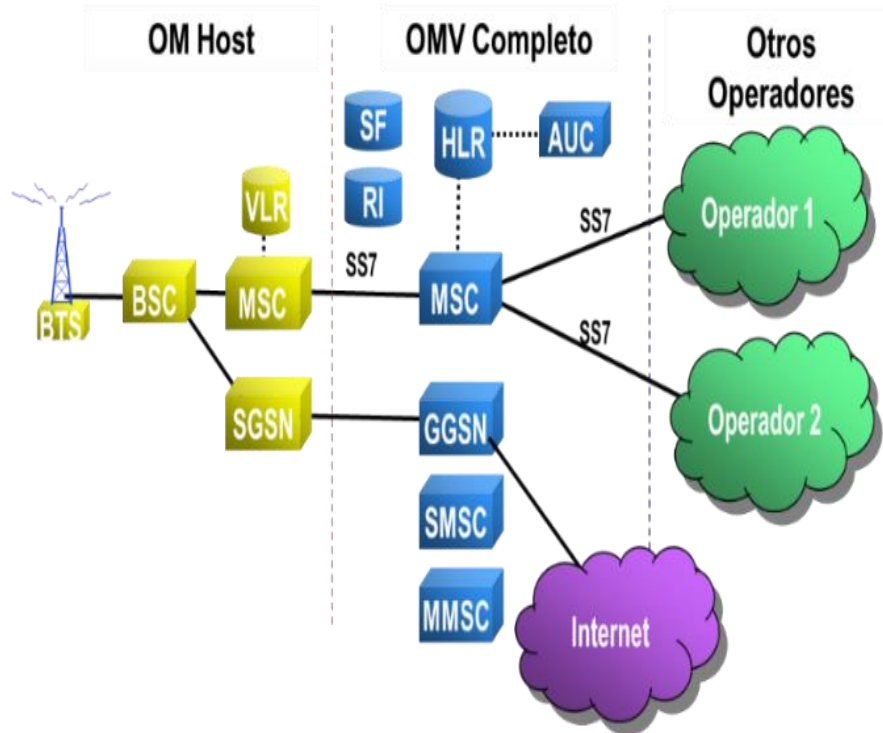 OM Host
OMV Completo
Otros
Operadores
SF
HLR
AUC
RI
VLR
BTS
BSC
MSC
SS7
MSC
SS7
SS7
Operador 1
Operador 2
SGSN
GGSN
SMSC
MMSC
Internet